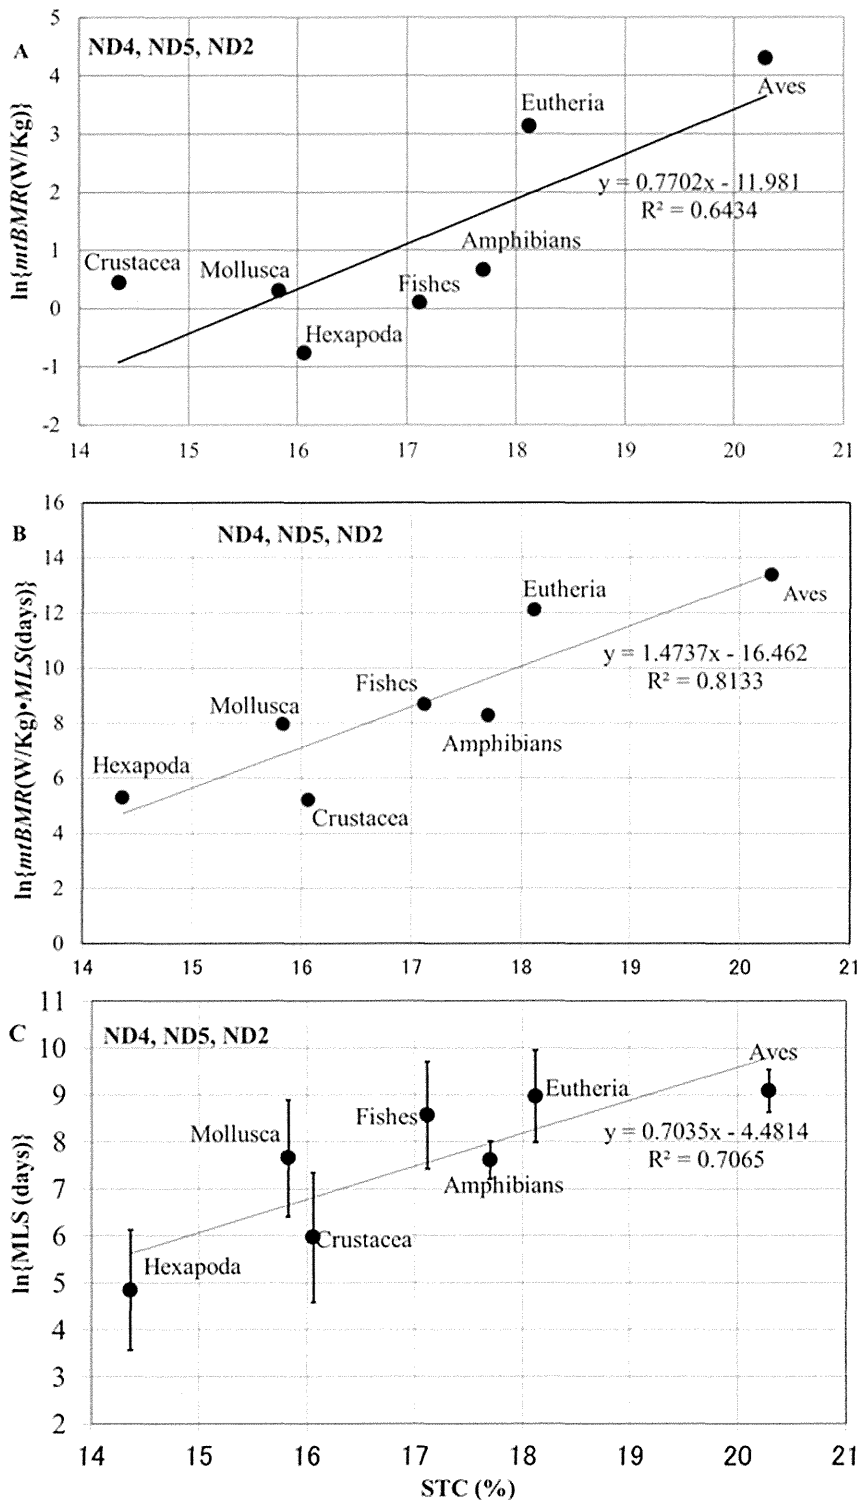 A
ND4, ND5, ND2
ln{mtBMR(W/Kg)}
5
4
3
2
1
0
-1
-2
Aves
Eutheria
y = 0.7702x - 11.981
R² = 0.6434
Amphibians
Crustacea
Mollusca
Fishes
Hexapoda
14 15 16 17 18 19 20 21
B
ND4, ND5, ND2
ln{mtBMR(W/Kg)•MLS(days)}
16
14
12
10
8
6
4
2
0
Eutheria
Aves
y = 1.4737x - 16.462
R² = 0.8133
Fishes
Mollusca
Amphibians
Hexapoda
Crustacea
14 15 16 17 18 19 20 21
C
ND4, ND5, ND2
ln{MLS (days)}
11
10
9
8
7
6
5
4
3
2
Aves
Eutheria
Fishes
y = 0.7035x - 4.4814
R² = 0.7065
Mollusca
Amphibians
Crustacea
Hexapoda
14 15 16 17 18 19 20 21
STC (%)